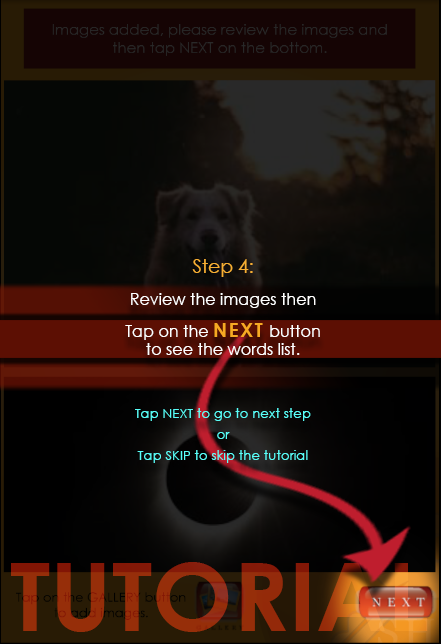 Images added, please review the images and
then tap NEXT on the bottom.
Step 4:
Review the images then
Tap on the NEXT button
to see the words list.
Tap NEXT to go to next step
or
Tap SKIP to skip the tutorial
TUTORIAL
Tap on the GALLERY button
to add images.
NEXT